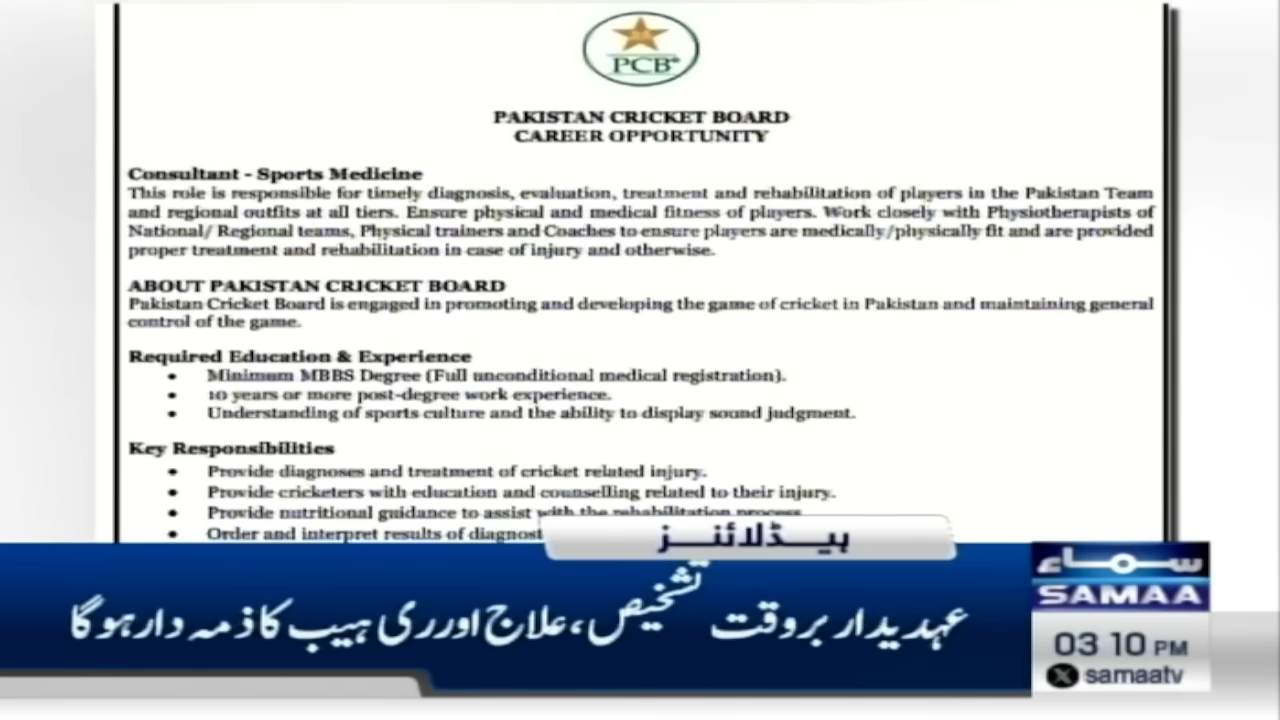 PCB
PAKISTAN CRICKET BOARD
CAREER OPPORTUNITY
Consultant - Sports Medicine
This role is responsible for timely diagnosis, evaluation, treatment and rehabilitation of players in the Pakistan Team
and regional outfits at all tiers. Ensure physical and medical fitness of players. Work closely with Physiotherapists of
National/ Regional teams, Physical trainers and Coaches to ensure players are medically/physically fit and are provided
proper treatment and rehabilitation in case of injury and otherwise.
ABOUT PAKISTAN CRICKET BOARD
Pakistan Cricket Board is engaged in promoting and developing the game of cricket in Pakistan and maintaining general
control of the game.
Required Education & Experience
• Minimum MBBS Degree (Full unconditional medical registration).
• 10 years or more post-degree work experience.
• Understanding of sports culture and the ability to display sound judgment.
Key Responsibilities
• Provide diagnoses and treatment of cricket related injury.
• Provide cricketers with education and counselling related to their injury.
• Provide nutritional guidance to assist with the rehabilitation process
• Order and interpret results of
ہیڈلائنز
عہدیدار بروقت تشخیص، علاج اور ری ہیب کا ذمہ دار ہوگا
سماء
SAMAA
03 10 PM
X samaatv